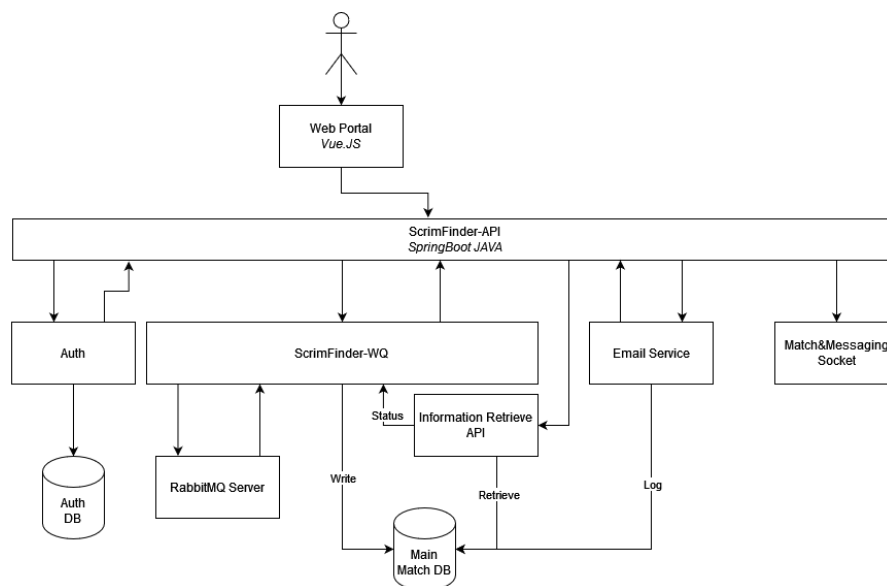 Web Portal
Vue.JS
ScrimFinder-API
SpringBoot JAVA
Auth
ScrimFinder-WQ
Email Service
Match&Messaging
Socket
Status
Information Retrieve
API
RabbitMQ Server
Write
Retrieve
Log
Auth
DB
Main
Match DB